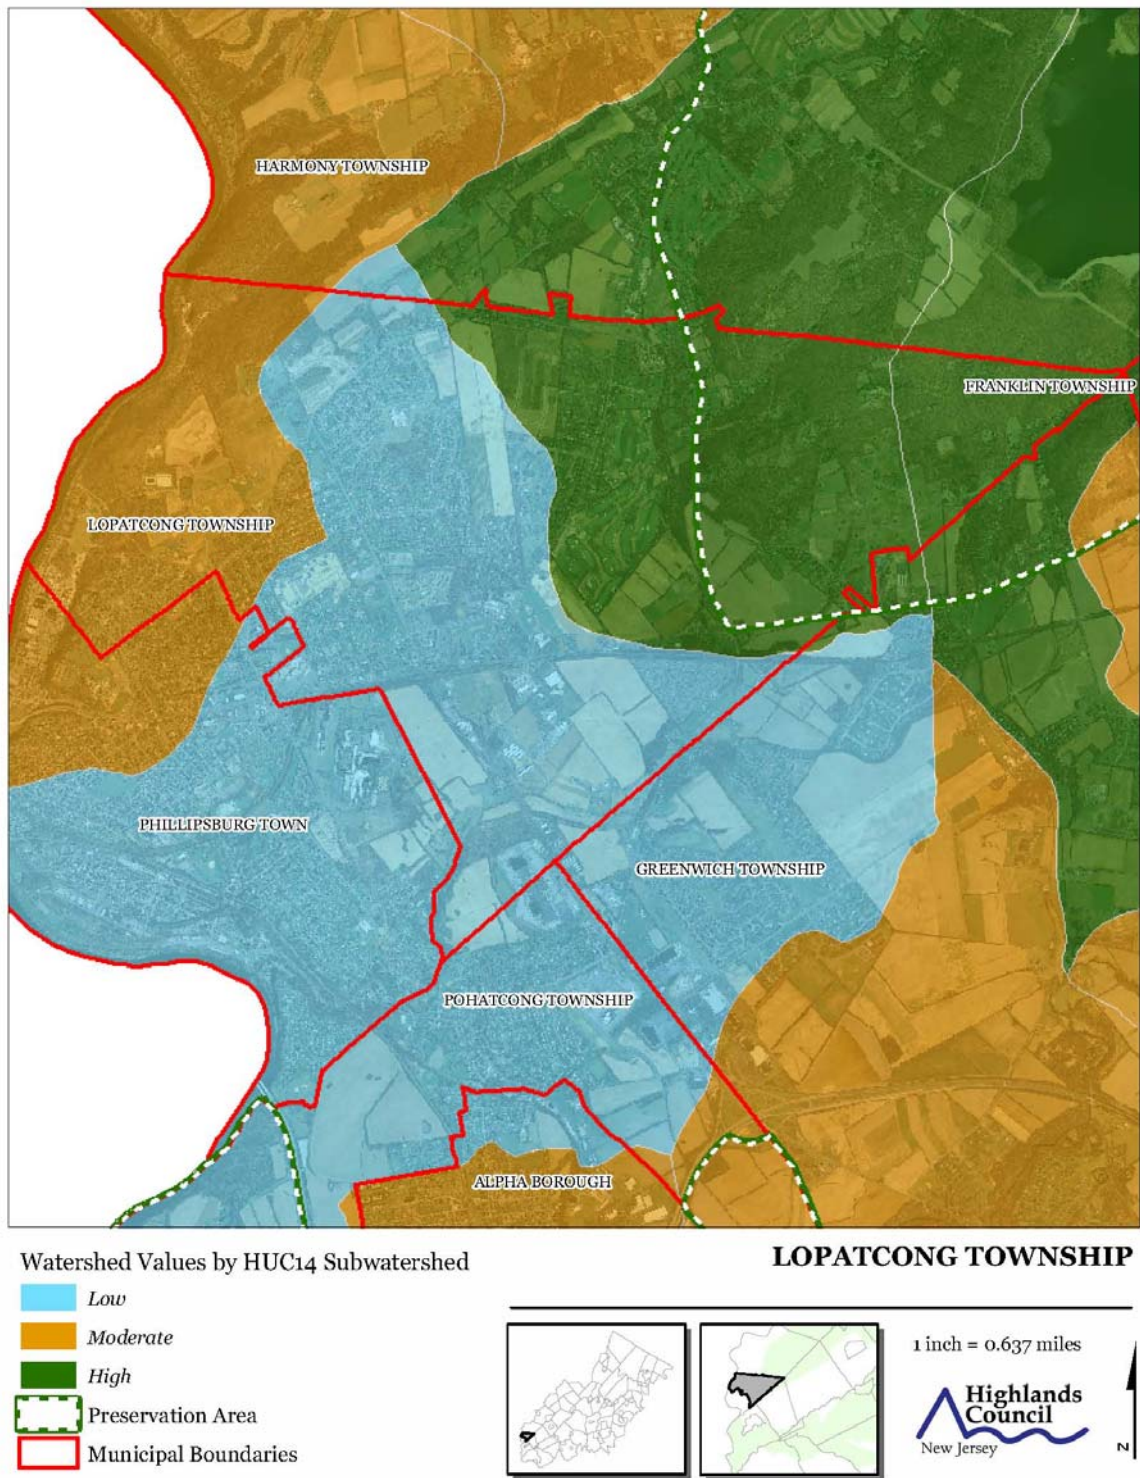 HARMONY TOWNSHIP
FRANKLIN TOWNSHIP
LOPATCONG TOWNSHIP
PHILLIPSBURG TOWN
GREENWICH TOWNSHIP
POHATCONG TOWNSHIP
ALPHA BOROUGH
Watershed Values by HUC14 Subwatershed
Low
Moderate
High
Preservation Area
Municipal Boundaries
LOPATCONG TOWNSHIP
1 inch = 0.637 miles
Highlands
Council
New Jersey
N